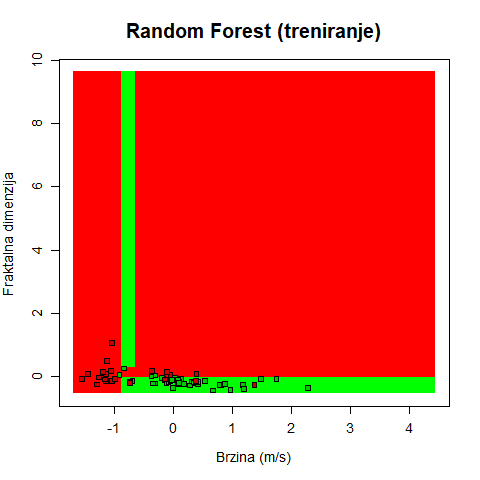 Random Forest (treniranje)
Fraktalna dimenzija
10
8
6
4
2
0
-1 0 1 2 3 4
Brzina (m/s)